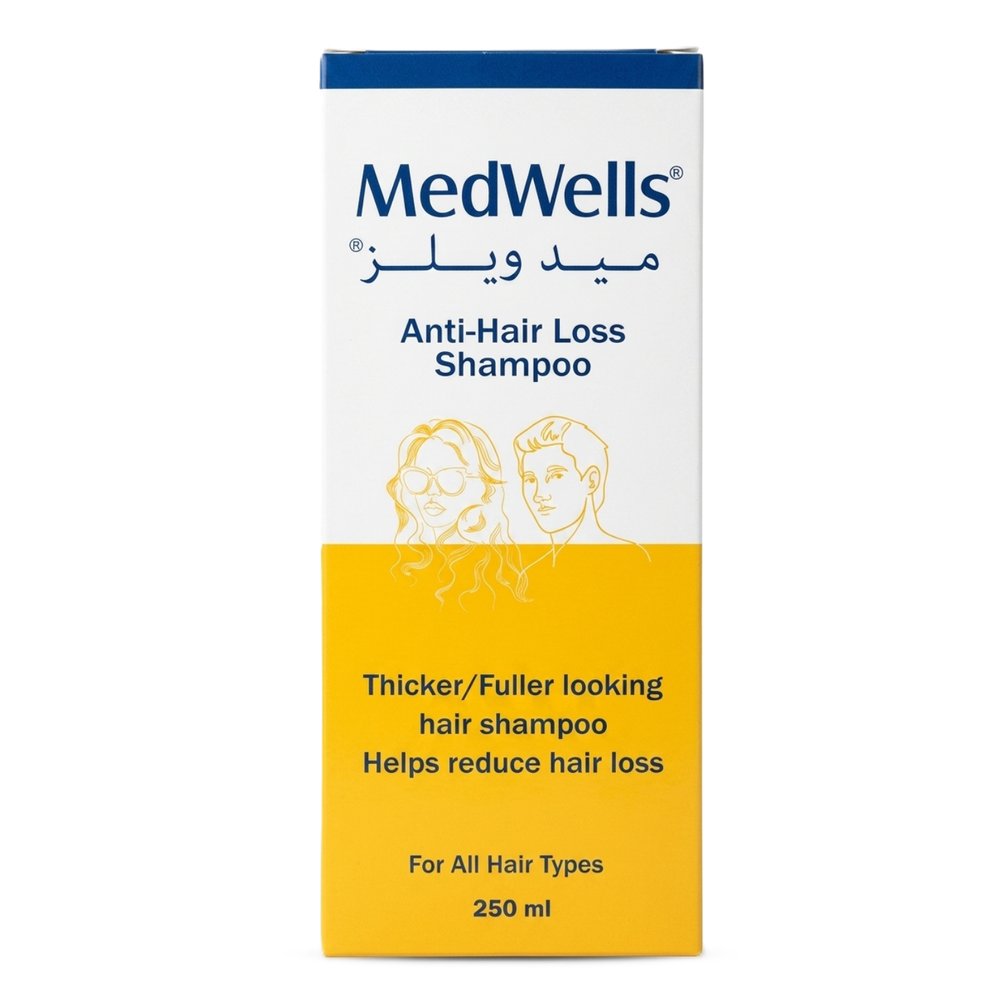 MedWells®
ميد ويلز®
Anti-Hair Loss
Shampoo
Thicker/Fuller looking
hair shampoo
Helps reduce hair loss
For All Hair Types
250 ml